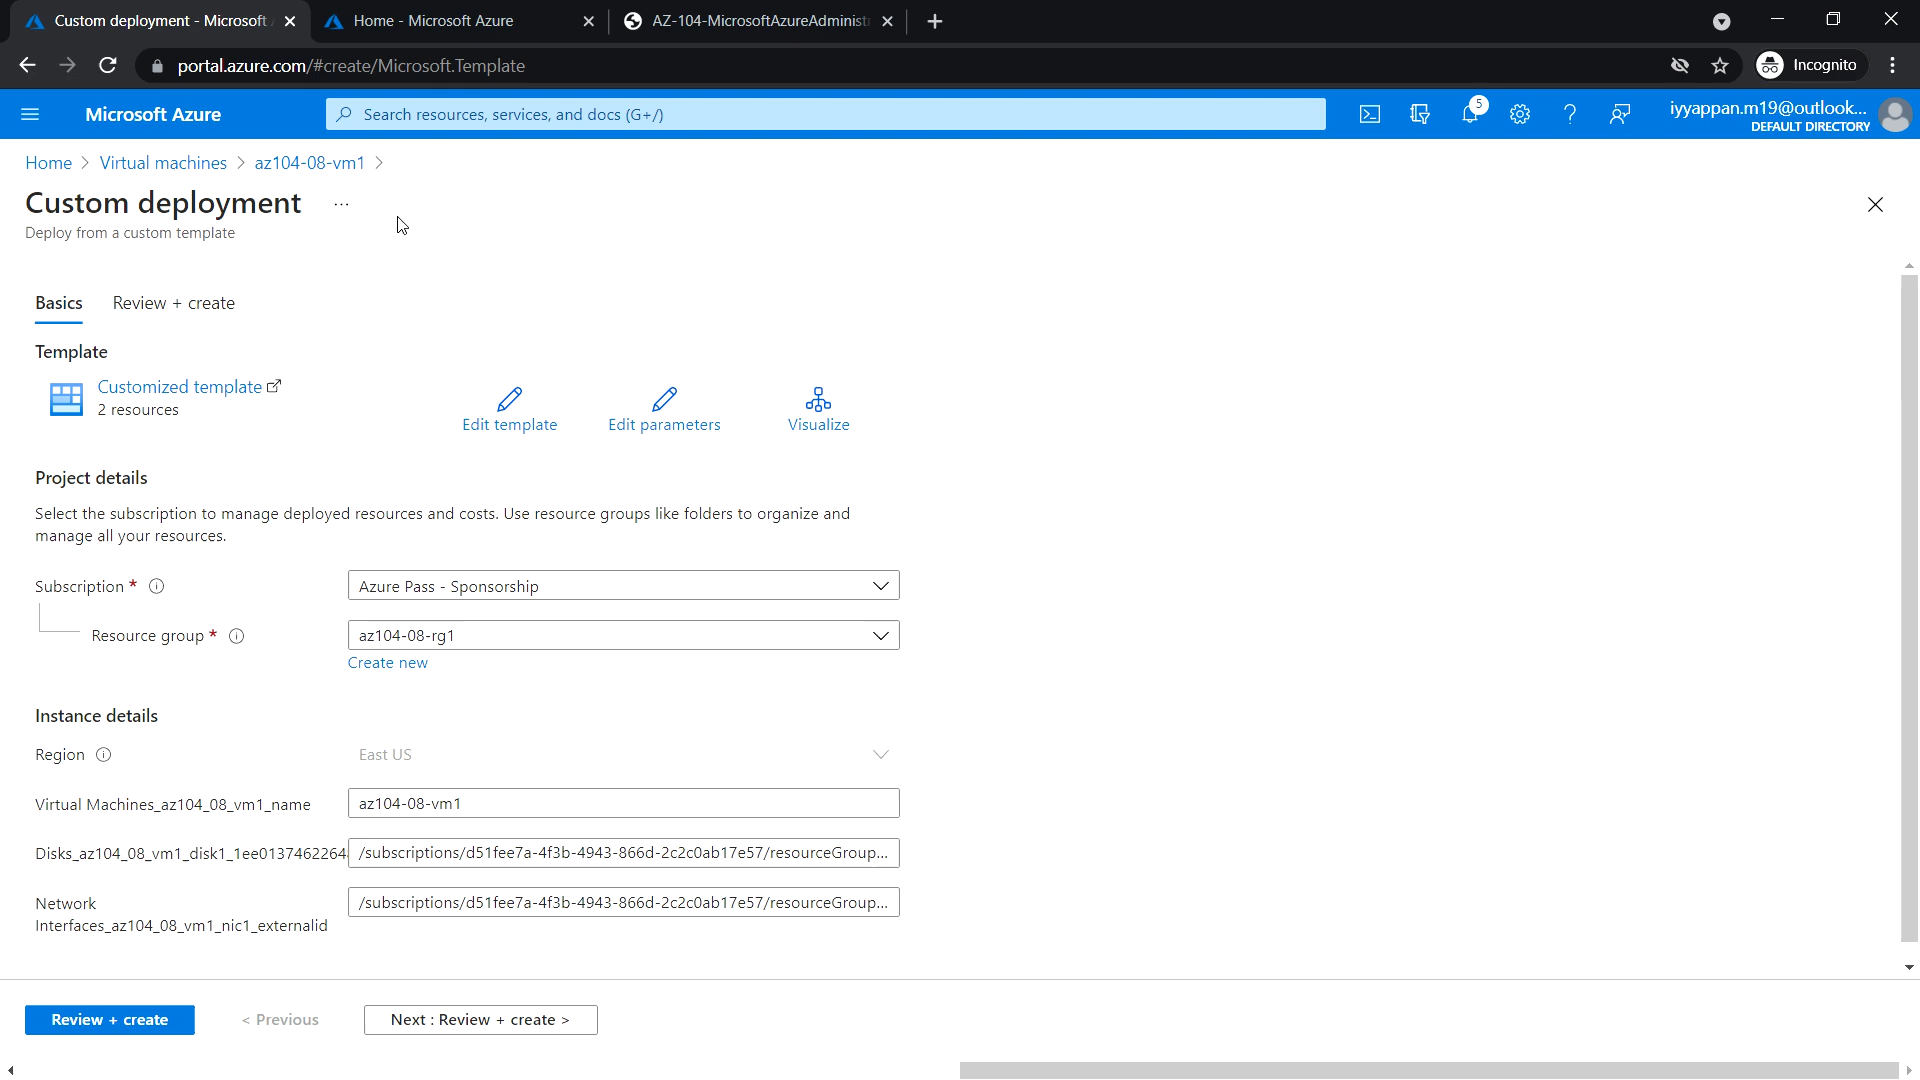 Custom deployment - Microsoft
Home - Microsoft Azure
AZ-104-MicrosoftAzureAdminist
portal.azure.com/#create/Microsoft.Template
Incognito
Microsoft Azure
Search resources, services, and docs (G+/)
5
iyyappan.m19@outlook...
DEFAULT DIRECTORY
Home > Virtual machines > az104-08-vm1 >
Custom deployment ...
Deploy from a custom template
Basics
Review + create
Template
Customized template
2 resources
Edit template
Edit parameters
Visualize
Project details
Select the subscription to manage deployed resources and costs. Use resource groups like folders to organize and
manage all your resources.
Subscription *
Azure Pass - Sponsorship
Resource group *
az104-08-rg1
Create new
Instance details
Region
East US
Virtual Machines_az104_08_vm1_name
az104-08-vm1
Disks_az104_08_vm1_disk1_1ee0137462264
/subscriptions/d51fee7a-4f3b-4943-866d-2c2c0ab17e57/resourceGroup...
Network
Interfaces_az104_08_vm1_nic1_externalid
/subscriptions/d51fee7a-4f3b-4943-866d-2c2c0ab17e57/resourceGroup...
Review + create
< Previous
Next : Review + create >